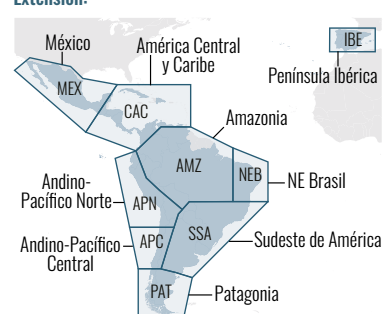 Extensión:
México
América Central
y Caribe
IBE
Península Ibérica
MEX
CAC
Amazonia
AMZ
NEB
NE Brasil
Andino-
Pacífico Norte
APN
Andino-Pacífico
Central
APC
SSA
Sudeste de América
PAT
Patagonia